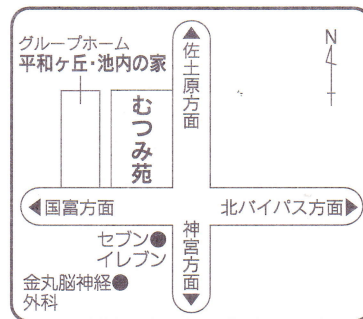 グループホーム
平和ヶ丘・池内の家
むつみ苑
▲佐土原方面
N
◀国富方面
北バイパス方面▶
神宮方面▼
セブン
イレブン
金丸脳神経
外科